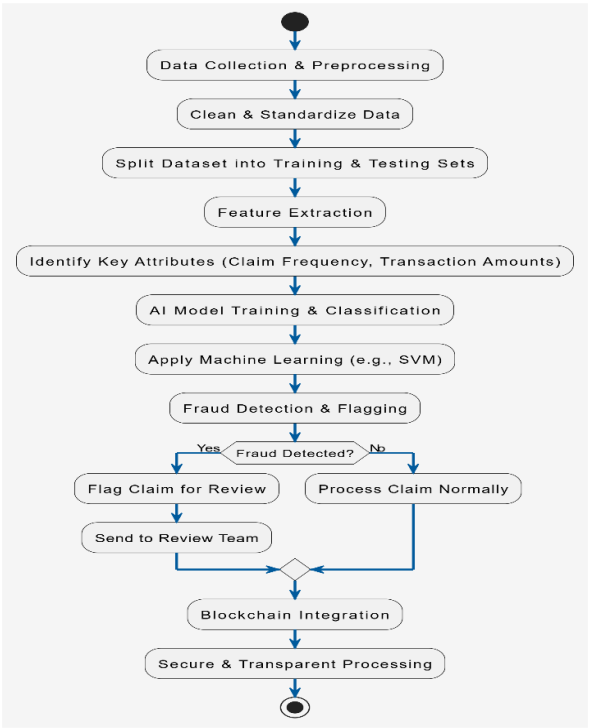 Data Collection & Preprocessing
Clean & Standardize Data
Split Dataset into Training & Testing Sets
Feature Extraction
Identify Key Attributes (Claim Frequency, Transaction Amounts)
AI Model Training & Classification
Apply Machine Learning (e.g., SVM)
Fraud Detection & Flagging
Yes
Fraud Detected?
No
Flag Claim for Review
Process Claim Normally
Send to Review Team
Blockchain Integration
Secure & Transparent Processing